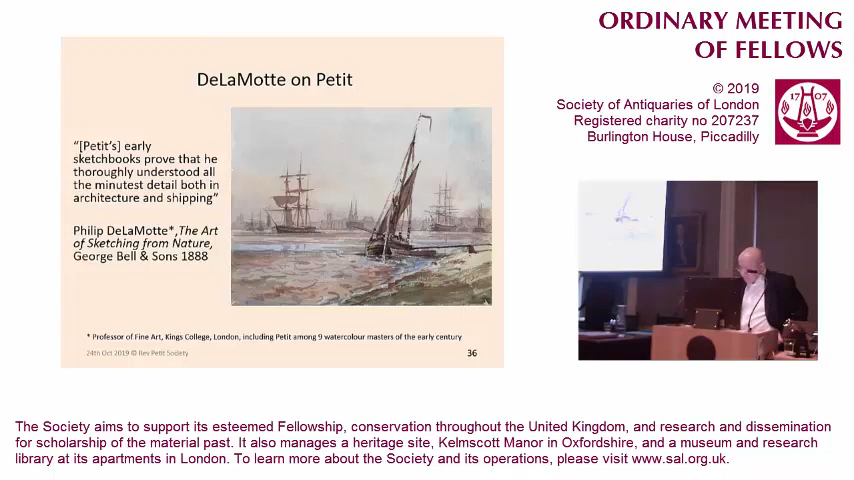 DeLaMotte on Petit
"[Petit's] early
sketchbooks prove that he
thoroughly understood all
the minutest detail both in
architecture and shipping"
Philip DeLaMotte*,The Art
of Sketching from Nature,
George Bell & Sons 1888
* Professor of Fine Art, Kings College, London, including Petit among 9 watercolour masters of the early century
24th Oct 2019 © Rev Petit Society
36
ORDINARY MEETING
OF FELLOWS
© 2019
Society of Antiquaries of London
Registered charity no 207237
Burlington House, Piccadilly
1707
The Society aims to support its esteemed Fellowship, conservation throughout the United Kingdom, and research and dissemination
for scholarship of the material past. It also manages a heritage site, Kelmscott Manor in Oxfordshire, and a museum and research
library at its apartments in London. To learn more about the Society and its operations, please visit www.sal.org.uk.